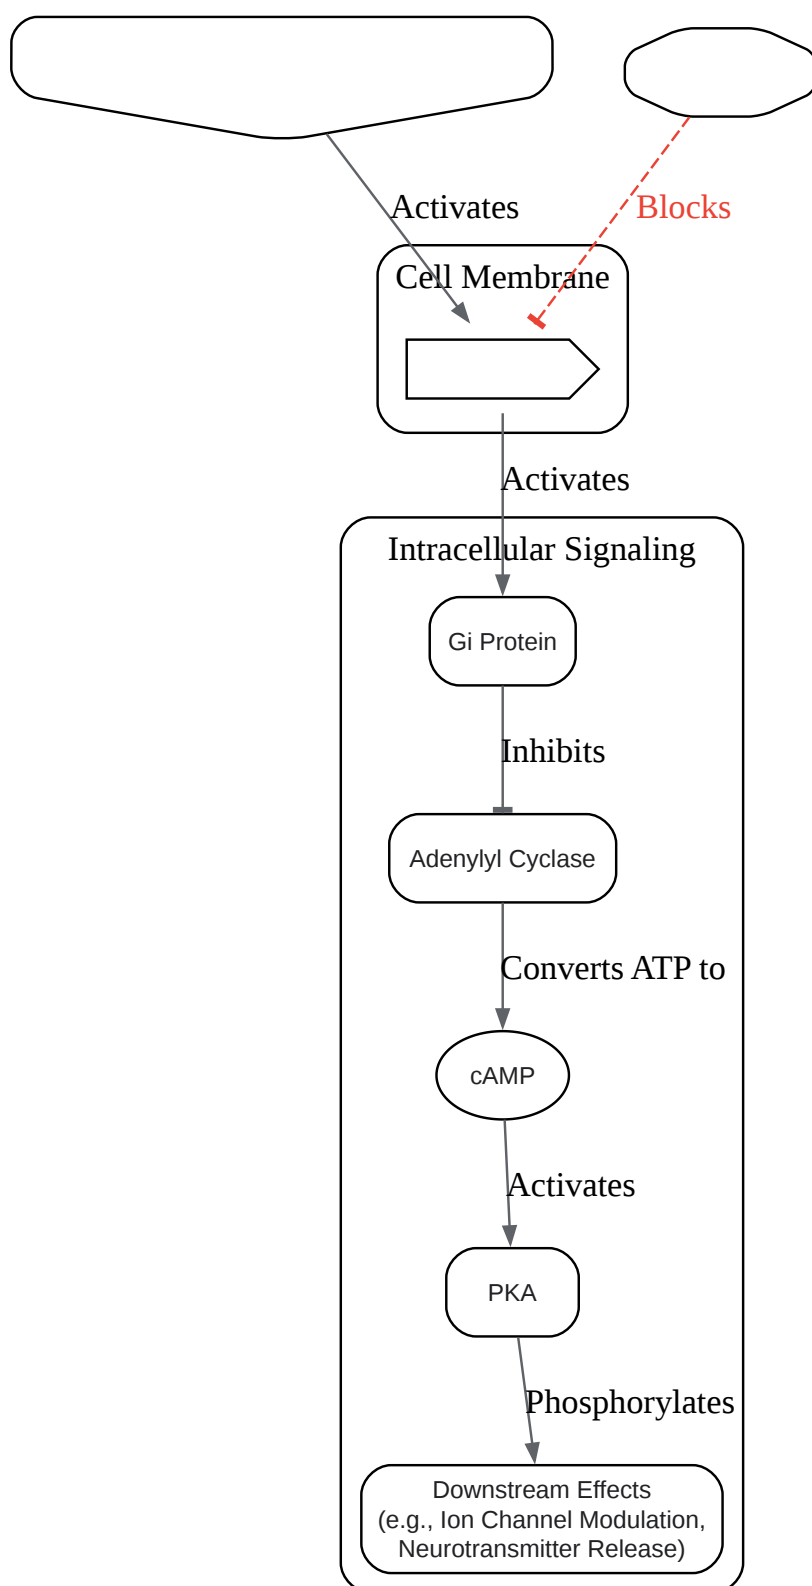 Activates
Blocks
Cell Membrane
Activates
Intracellular Signaling
Gi Protein
Inhibits
Adenylyl Cyclase
Converts ATP to
cAMP
Activates
PKA
Phosphorylates
Downstream Effects
(e.g., Ion Channel Modulation,
Neurotransmitter Release)